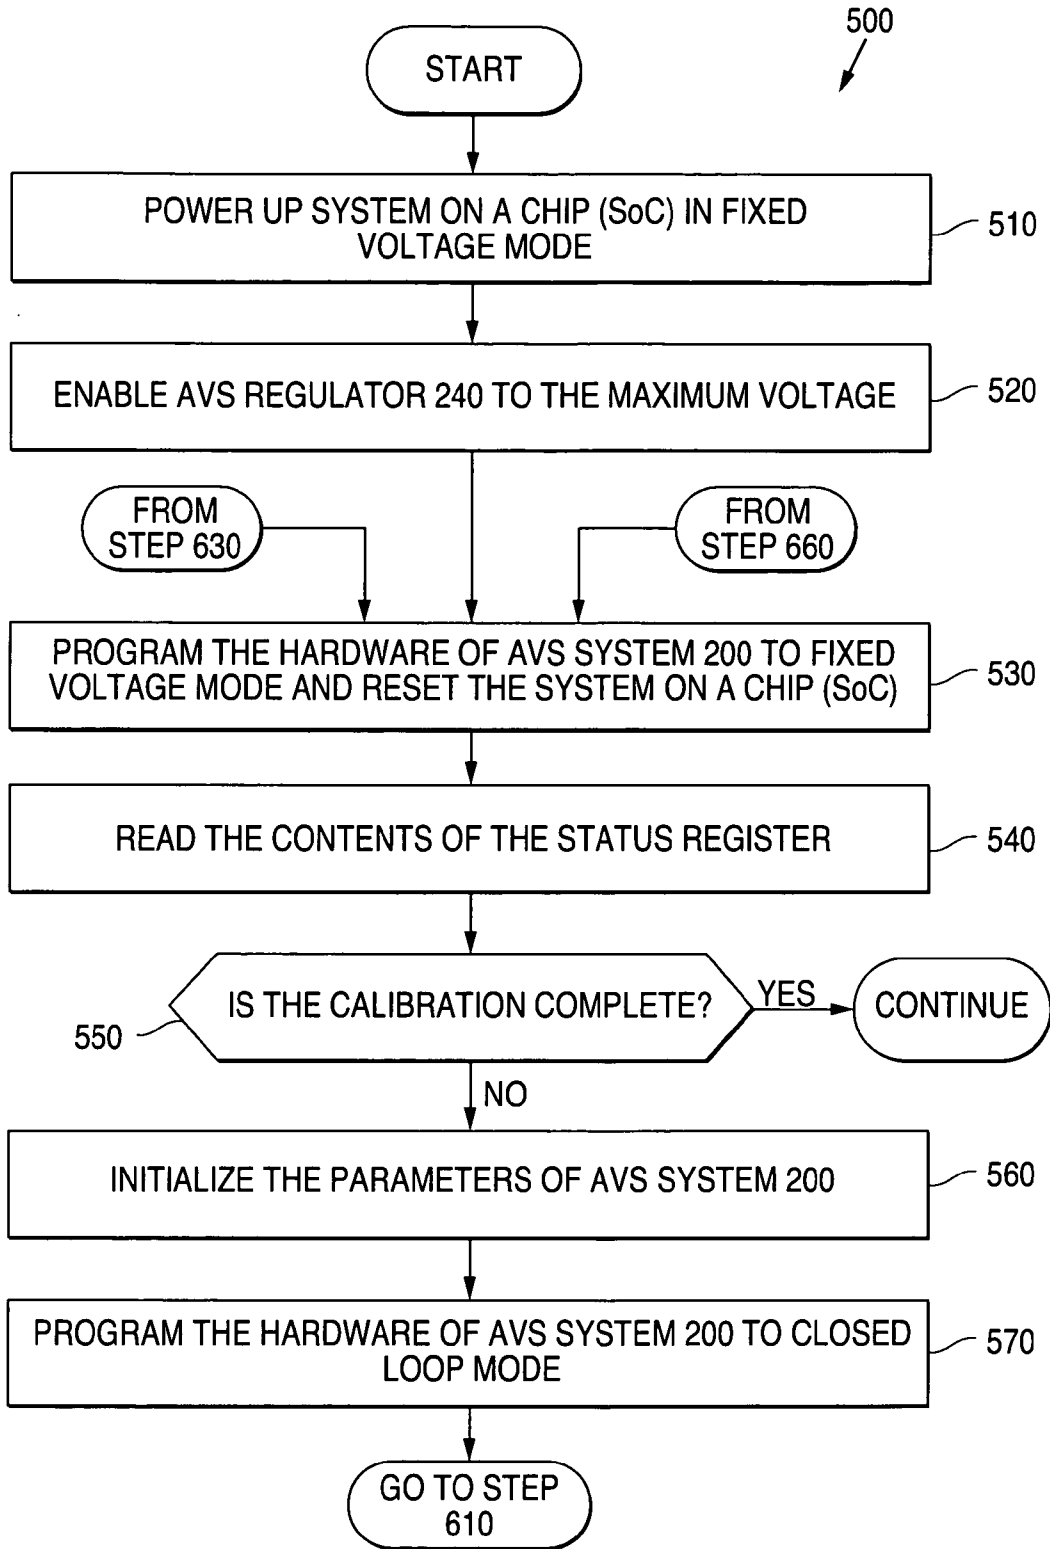 500
START
POWER UP SYSTEM ON A CHIP (SoC) IN FIXED
VOLTAGE MODE
510
ENABLE AVS REGULATOR 240 TO THE MAXIMUM VOLTAGE
520
FROM
STEP 630
FROM
STEP 660
PROGRAM THE HARDWARE OF AVS SYSTEM 200 TO FIXED
VOLTAGE MODE AND RESET THE SYSTEM ON A CHIP (SoC)
530
READ THE CONTENTS OF THE STATUS REGISTER
540
IS THE CALIBRATION COMPLETE?
YES
CONTINUE
550
NO
INITIALIZE THE PARAMETERS OF AVS SYSTEM 200
560
PROGRAM THE HARDWARE OF AVS SYSTEM 200 TO CLOSED
LOOP MODE
570
GO TO STEP
610